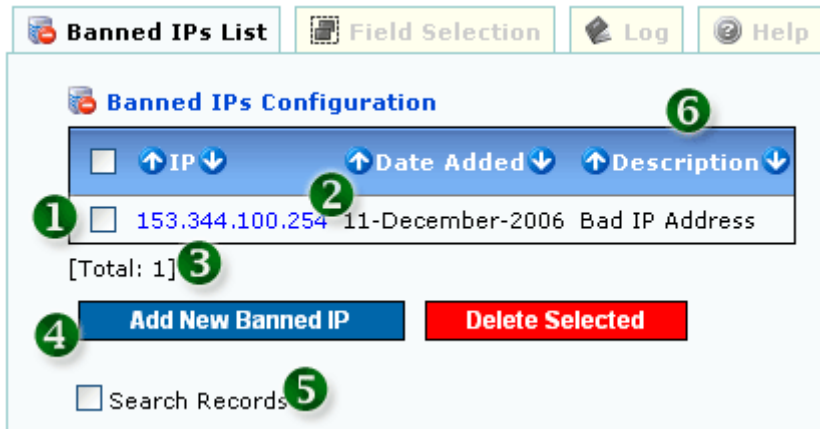 Banned IPs List Field Selection Log Help
Banned IPs Configuration
6
IP Date Added Description
1 153.344.100.254 2 11-December-2006 Bad IP Address
[Total: 1] 3
4 Add New Banned IP Delete Selected
Search Records 5